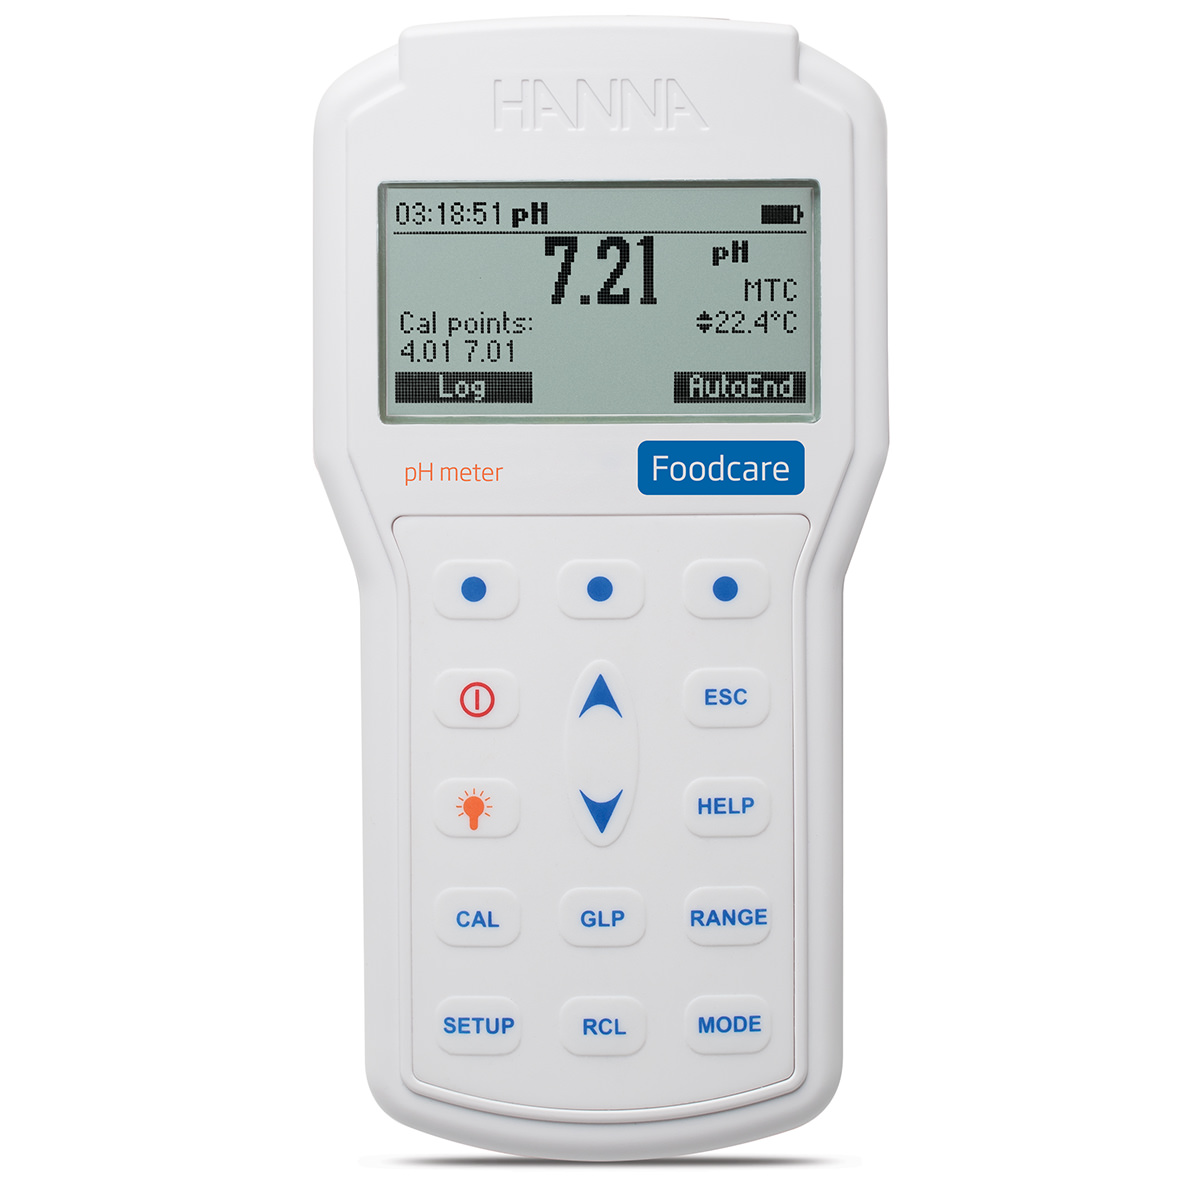 HANNA
03:18:51 pH
7.21 pH
MTC
Cal points: 22.4°C
4.01 7.01
Log AutoEnd
pH meter Foodcare
ESC
HELP
CAL GLP RANGE
SETUP RCL MODE